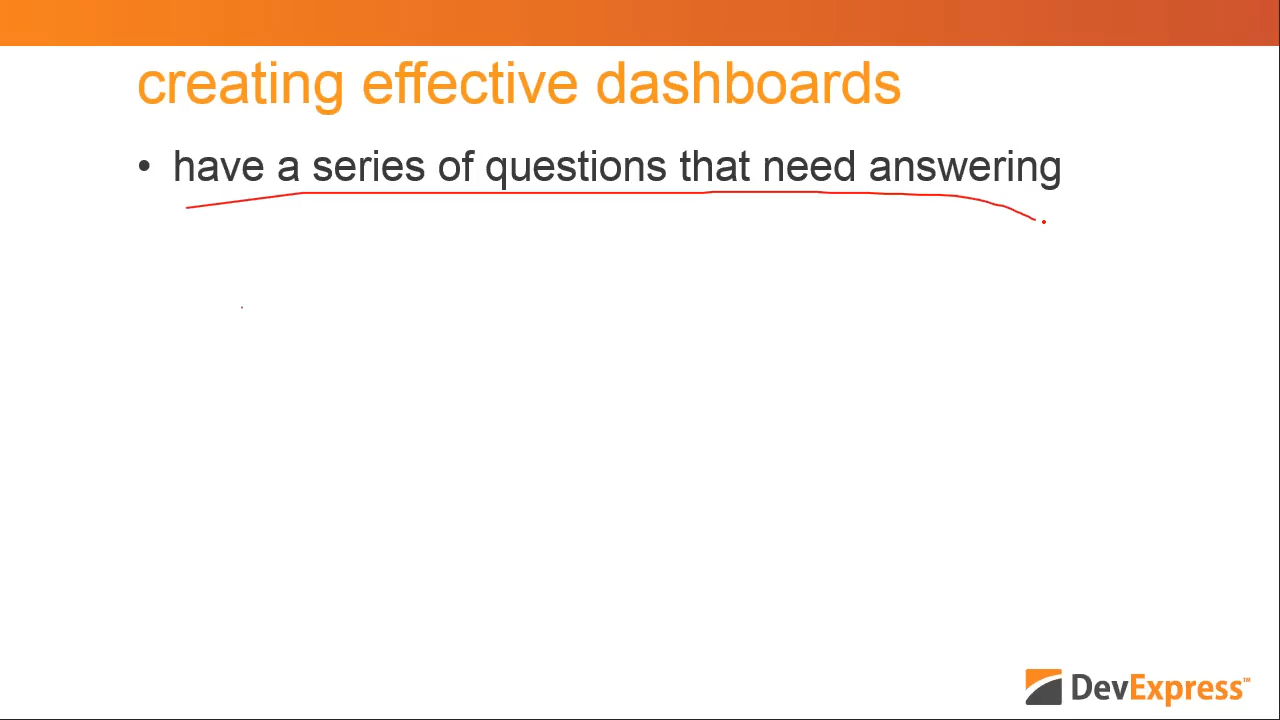 creating effective dashboards
• have a series of questions that need answering
DevExpress™